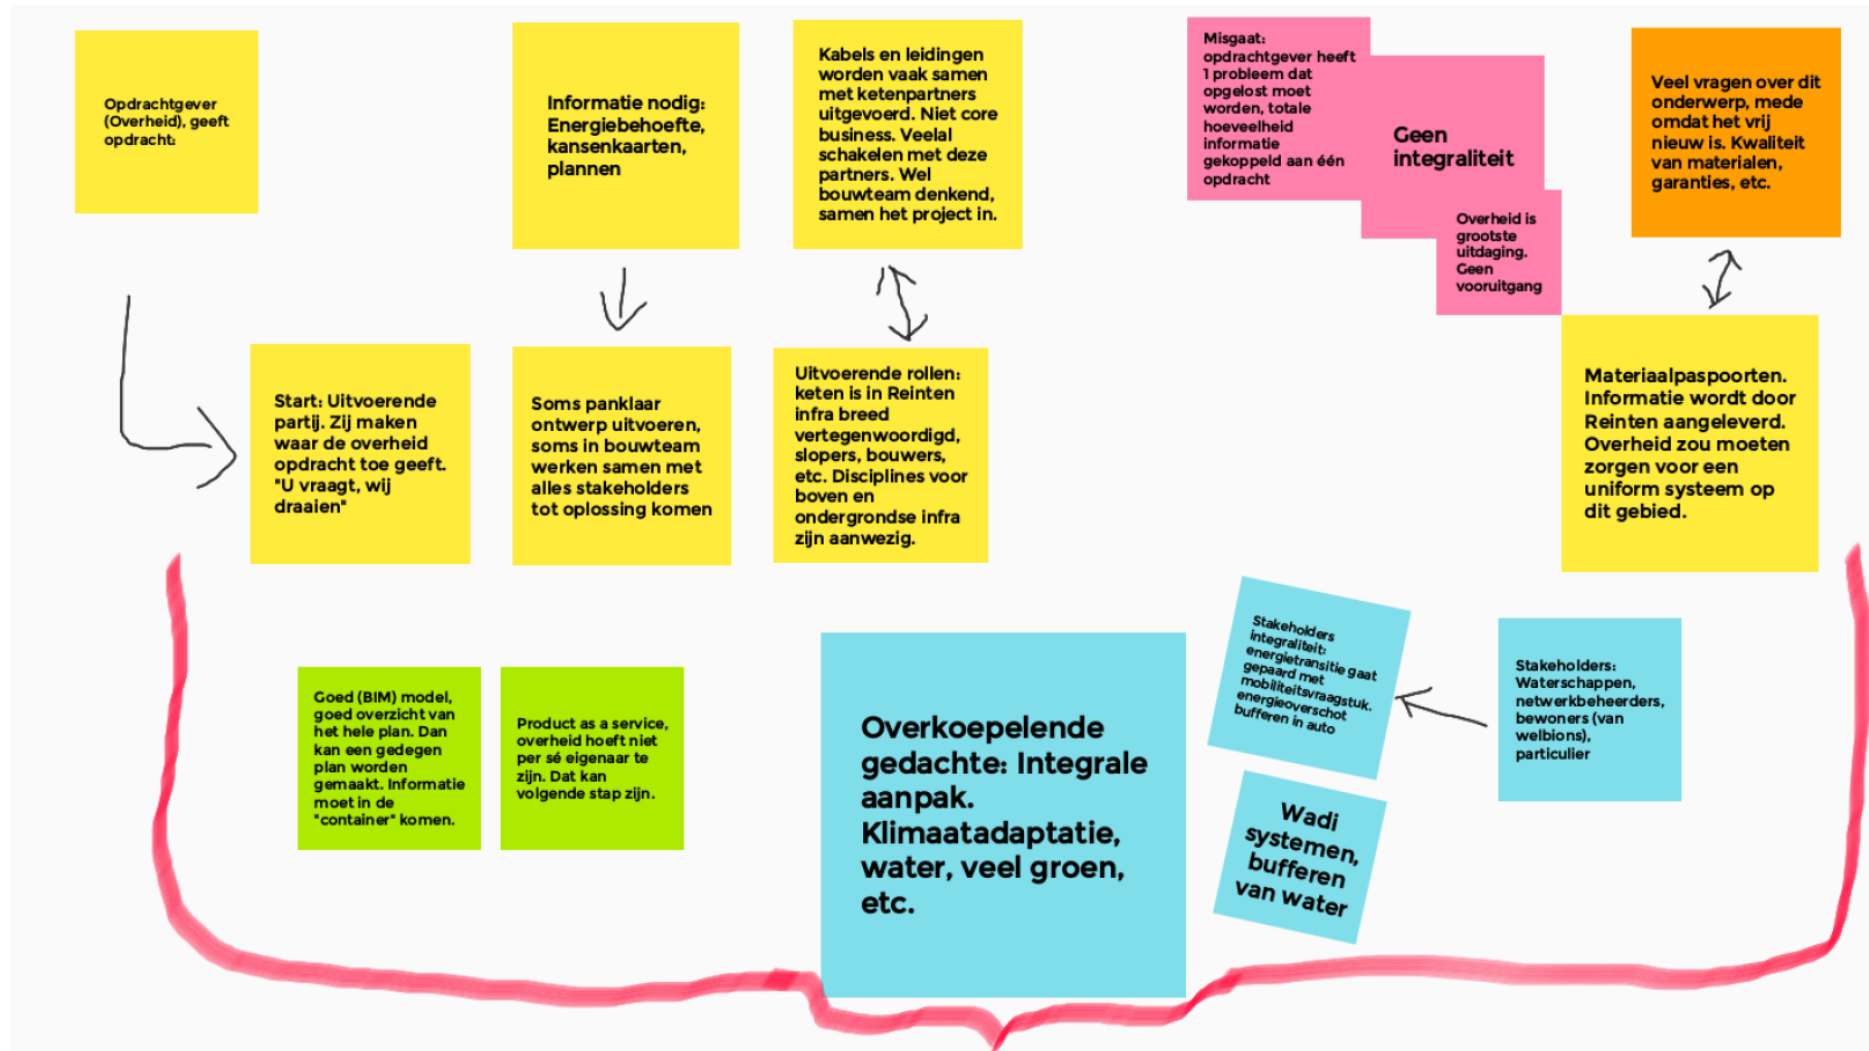 Opdrachtgever
(Overheid), geeft
opdracht:
Informatie nodig:
Energiebehoefte,
kansenkaarten,
plannen
Kabels en leidingen
worden vaak samen
met ketenpartners
uitgevoerd. Niet core
business. Veelal
schakelen met deze
partners. Wel
bouwteam denkend,
samen het project in.
Misgaat:
opdrachtgever heeft
1 probleem dat
opgelost moet
worden, totale
hoeveelheid
informatie
gekoppeld aan één
opdracht
Geen
integraliteit
Overheid is
grootste
uitdaging.
Geen
vooruitgang
Veel vragen over dit
onderwerp, mede
omdat het vrij
nieuw is. Kwaliteit
van materialen,
garanties, etc.
Start: Uitvoerende
partij. Zij maken
waar de overheid
opdracht toe geeft.
"U vraagt, wij
draaien"
Soms panklaar
ontwerp uitvoeren,
soms in bouwteam
werken samen met
alles stakeholders
tot oplossing komen
Uitvoerende rollen:
keten is in Reinten
infra breed
vertegenwoordigd,
slopers, bouwers,
etc. Disciplines voor
boven en
ondergrondse infra
zijn aanwezig.
Materiaalpaspoorten.
Informatie wordt door
Reinten aangeleverd.
Overheid zou moeten
zorgen voor een
uniform systeem op
dit gebied.
Goed (BIM) model,
goed overzicht van
het hele plan. Dan
kan een gedegen
plan worden
gemaakt. Informatie
moet in de
"container" komen.
Product as a service,
overheid hoeft niet
per sé eigenaar te
zijn. Dat kan
volgende stap zijn.
Overkoepelende
gedachte: Integrale
aanpak.
Klimaatadaptatie,
water, veel groen,
etc.
Stakeholders
integraliteit:
energietransitie gaat
gepaard met
mobiliteitsvraagstuk.
energieoverschot
bufferen in auto
Wadi
systemen,
bufferen
van water
Stakeholders:
Waterschappen,
netwerkbeheerders,
bewoners (van
welbions),
particulier